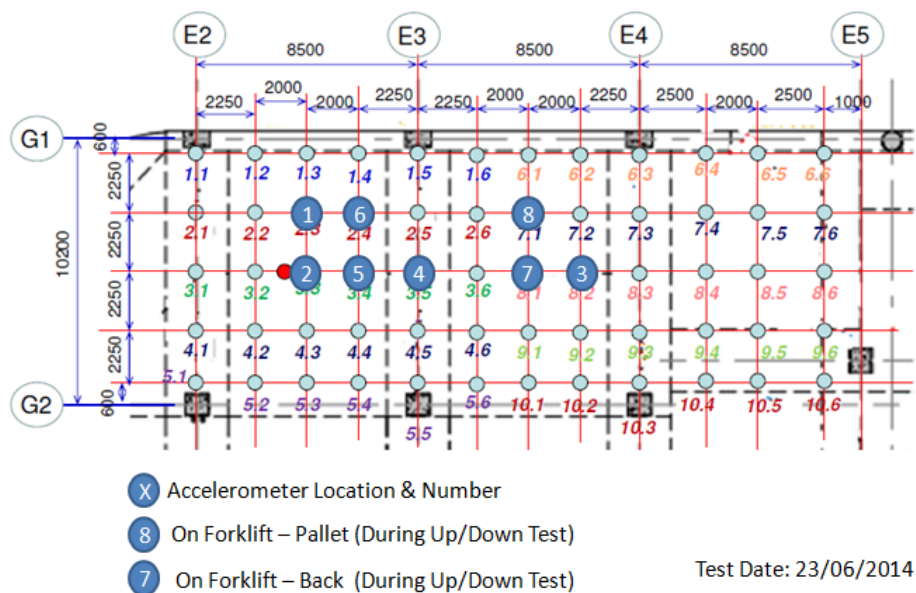 E2 E3 E4 E5
8500 8500 8500
2250 2000 2000 2250 2250 2000 2000 2250 2500 2000 2500 1000
G1
600
1.1 1.2 1.3 1.4 1.5 1.6 6.1 6.2 6.3 6.4 6.5 6.6
2250
1 6 8
2.1 2.2 2.3 2.4 2.5 2.6 7.1 7.2 7.3 7.4 7.5 7.6
10200
2250
2 5 4 7 3
3.1 3.2 3.3 3.4 3.5 3.6 8.1 8.2 8.3 8.4 8.5 8.6
2250
4.1 4.2 4.3 4.4 4.5 4.6 9.1 9.2 9.3 9.4 9.5 9.6
2250
5.1
G2
600
5.2 5.3 5.4 5.5 5.6 10.1 10.2 10.3 10.4 10.5 10.6
X Accelerometer Location & Number
8 On Forklift – Pallet (During Up/Down Test)
7 On Forklift – Back (During Up/Down Test)
Test Date: 23/06/2014